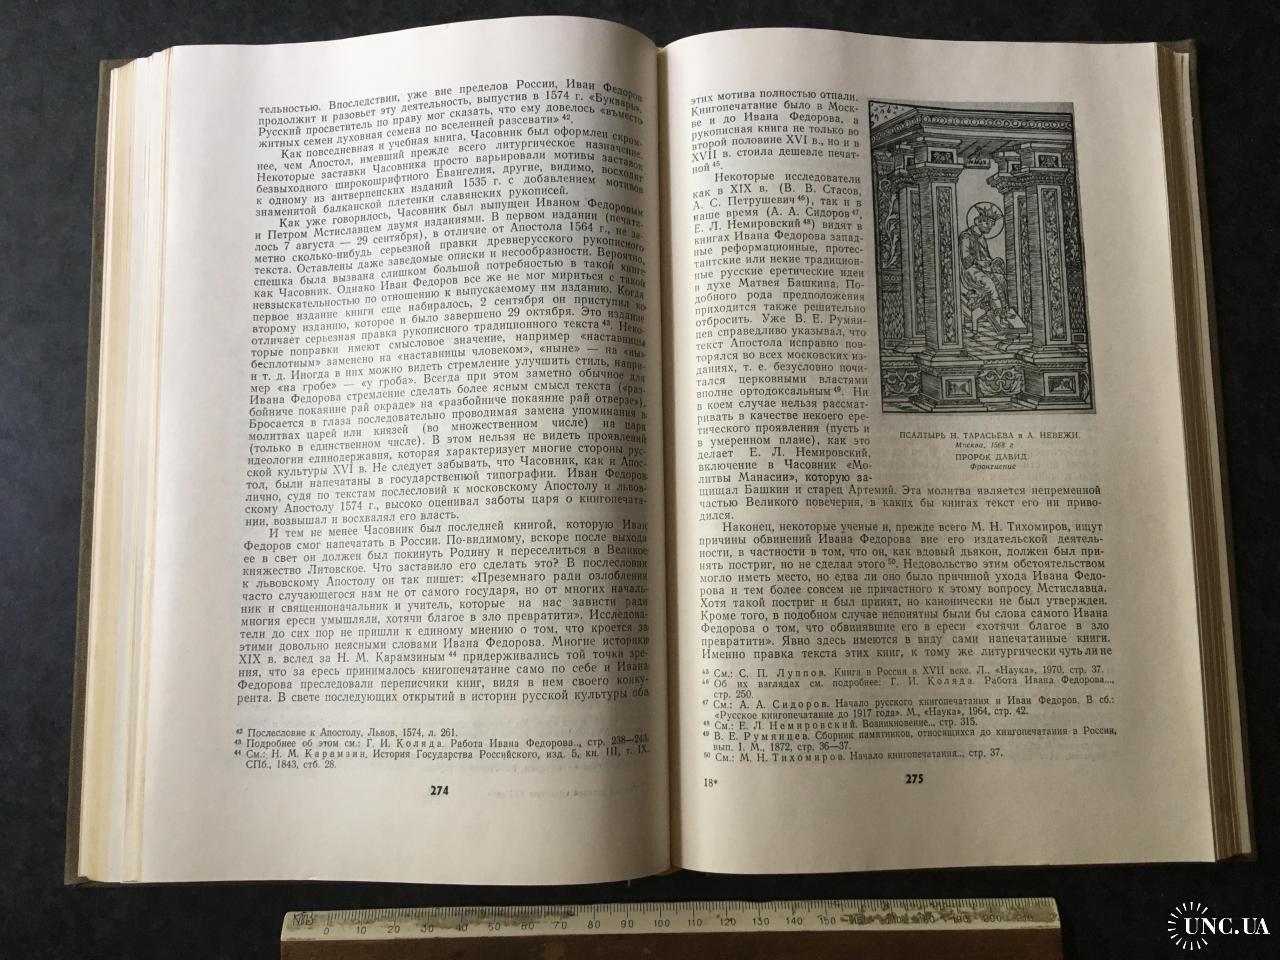 тельностью. Впоследствии, уже вне пределов России, Иван Федоров
продолжит и разовьет эту деятельность, выпустив в 1574 г. «Букварь».
Русский просветитель по праву мог сказать, что ему довелось «въместо
житных семен духовная семена по вселенней разсевати» 42.
Как повседневная и учебная книга, Часовник был оформлен скром-
нее, чем Апостол, имевший прежде всего литургическое назначение.
Некоторые заставки Часовника просто варьировали мотивы заставок
безвыходного широкошрифтного Евангелия, другие, видимо, восходят
к одному из антверпенских изданий 1535 г. с добавлением мотивов
знаменитой балканской плетенки славянских рукописей.
Как уже говорилось, Часовник был выпущен Иваном Федоровым
и Петром Мстиславцем двумя изданиями. В первом издании (печата-
лось 7 августа — 29 сентября), в отличие от Апостола 1564 г., не за-
метно сколько-нибудь серьезной правки древнерусского рукописного
текста. Оставлены даже заведомые описки и несообразности. Вероятно,
спешка была вызвана слишком большой потребностью в такой книге
как Часовник. Однако Иван Федоров все же не мог мириться с такой
невзыскательностью по отношению к выпускаемому им изданию. Когда
первое издание книги еще набиралось, 2 сентября он приступил ко
второму изданию, которое и было завершено 29 октября. Это издание
отличает серьезная правка рукописного традиционного текста 43. Неко-
торые поправки имеют смысловое значение, например «наставницы
бесплотным» заменено на «наставницы человеком», «ныне» — на
и т. д. Иногда в них можно видеть стремление улучшить стиль, напри-
мер «на гробе» — «у гроба». Всегда при этом заметно обычное для
Ивана Федорова стремление сделать более ясным смысл текста («раз-
бойниче покаяние рай окраде» на «разбойниче покаяние рай отверзе»).
Бросается в глаза последовательно проводимая замена упоминания в
молитвах царей или князей (во множественном числе) на царя
(только в единственном числе). В этом нельзя не видеть проявлений
идеологии единодержавия, которая характеризует многие стороны рус-
ской культуры XVI в. Не следует забывать, что Часовник, как и Апос-
тол, были напечатаны в государственной типографии. Иван Федоров
лично, судя по текстам послесловий к московскому Апостолу и львов-
скому Апостолу 1574 г., высоко оценивал заботы царя о книгопечата-
нии, возвышал и восхвалял его власть.
И тем не менее Часовник был последней книгой, которую Иван
Федоров смог напечатать в России. По-видимому, вскоре после выхода
ее в свет он должен был покинуть Родину и переселиться в Великое
княжество Литовское. Что заставило его сделать это? В послесловии
к львовскому Апостолу он так пишет: «Преземнаго ради озлобления
часто случающегося нам не от самого государя, но от многих началь-
ник и священноначальник и учитель, которые на нас зависти ради
многия ереси умышляли, хотячи благое в зло превратити». Исследова-
тели до сих пор не пришли к единому мнению о том, что кроется за
этими довольно неясными словами Ивана Федорова. Многие историки
XIX в. вслед за Н. М. Карамзиным 44 придерживались той точки зре-
ния, что за ересь принималось книгопечатание само по себе и Ивана
Федорова преследовали переписчики книг, видя в нем своего конку-
рента. В свете последующих открытий в истории русской культуры оба
42 Послесловие к Апостолу, Львов, 1574, л. 261.
43 Подробнее об этом см.: Г. И. Коляда. Работа Ивана Федорова.., стр. 238—243.
44 См.: Н. М. Карамзин. История Государства Российского, изд. 5, кн. III, т. IX.
СПб., 1843, стб. 28.
274
этих мотива полностью отпали.
Книгопечатание было в Моск-
ве и до Ивана Федорова, а
рукописная книга не только во
второй половине XVI в., но и в
XVII в. стоила дешевле печат-
ной 45.
Некоторые исследователи
как в XIX в. (В. В. Стасов,
А. С. Петрушевич 46), так и в
наше время (А. А. Сидоров 47,
Е. Л. Немировский 48) видят в
книгах Ивана Федорова запад-
ные реформационные, протес-
тантские или некие традицион-
ные русские еретические идеи
в духе Матвея Башкина. По-
добного рода предположения
приходится также решительно
отбросить. Уже В. Е. Румян-
цев справедливо указывал, что
текст Апостола исправно пов-
торялся во всех московских из-
даниях, т. е. безусловно почи-
тался церковными властями
вполне ортодоксальным 49. Ни
в коем случае нельзя рассмат-
ривать в качестве некоего ере-
тического проявления (пусть и
в умеренном плане), как это
делает Е. Л. Немировский,
включение в Часовник «Мо-
литвы Манасии», которую за-
щищал Башкин и старец Артемий. Эта молитва является непременной
частью Великого повечерия, в каких бы книгах текст его ни приво-
дился.
ПСАЛТЫРЬ Н. ТАРАСЬЕВА и А. НЕВЕЖИ.
Москва, 1568 г
ПРОРОК ДАВИД.
Фронтиспис
Наконец, некоторые ученые и, прежде всего М. Н. Тихомиров, ищут
причины обвинений Ивана Федорова вне его издательской деятель-
ности, в частности в том, что он, как вдовый дьякон, должен был при-
нять постриг, но не сделал этого 50. Недовольство этим обстоятельством
могло иметь место, но едва ли оно было причиной ухода Ивана Федо-
рова и тем более совсем не причастного к этому вопросу Мстиславца.
Хотя такой постриг и был принят, но канонически не был утвержден.
Кроме того, в подобном случае непонятны были бы слова самого Ивана
Федорова о том, что обвинявшие его в ереси «хотячи благое в зло
превратити». Явно здесь имеются в виду сами напечатанные книги.
Именно правка текста этих книг, к тому же литургически чуть ли не
45 См.: С. П. Луппов. Книга в России в XVII веке. Л., «Наука», 1970, стр. 37.
46 Об их взглядах см. подробнее: Г. И. Коляда. Работа Ивана Федорова...,
стр. 250.
47 См.: А. А. Сидоров. Начало русского книгопечатания и Иван Федоров. В сб.:
«Русское книгопечатание до 1917 года». М., «Наука», 1964, стр. 42.
48 См.: Е. Л. Немировский. Возникновение.., стр. 315.
49 В. Е. Румянцев. Сборник памятников, относящихся до книгопечатания в России,
вып. I. М., 1872, стр. 36—37.
50 См.: М. Н. Тихомиров. Начало книгопечатания.., стр. 37.
18*
275
0 10 20 30 40 50 60 70 80 90 100 110 120 130 140 150
UNC.UA